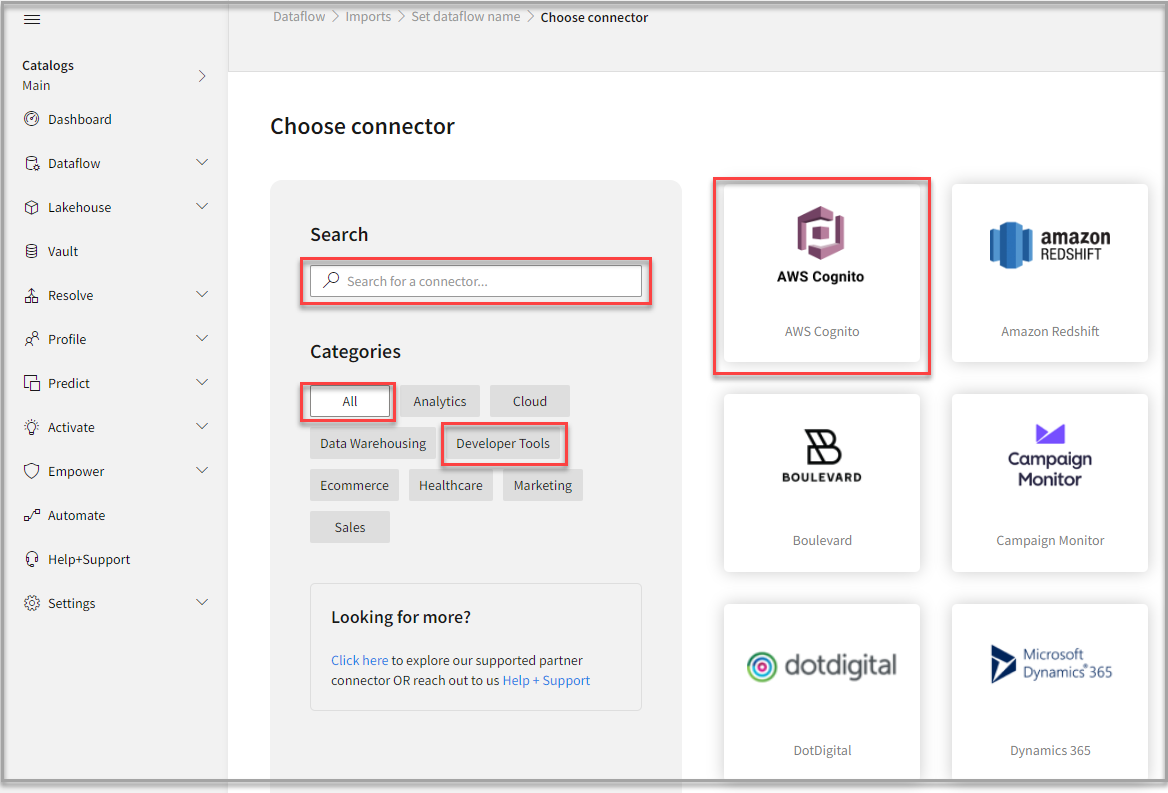 Dataflow > Imports > Set dataflow name > Choose connector
Catalogs
Main
Dashboard
Dataflow
Lakehouse
Vault
Resolve
Profile
Predict
Activate
Empower
Automate
Help+Support
Settings
Choose connector
Search
Search for a connector...
Categories
All
Analytics
Cloud
Data Warehousing
Developer Tools
Ecommerce
Healthcare
Marketing
Sales
Looking for more?
Click here to explore our supported partner
connector OR reach out to us Help + Support
AWS Cognito
AWS Cognito
amazon
REDSHIFT
Amazon Redshift
BOULEVARD
Boulevard
Campaign
Monitor
Campaign Monitor
dotdigital
DotDigital
Microsoft
Dynamics® 365
Dynamics 365